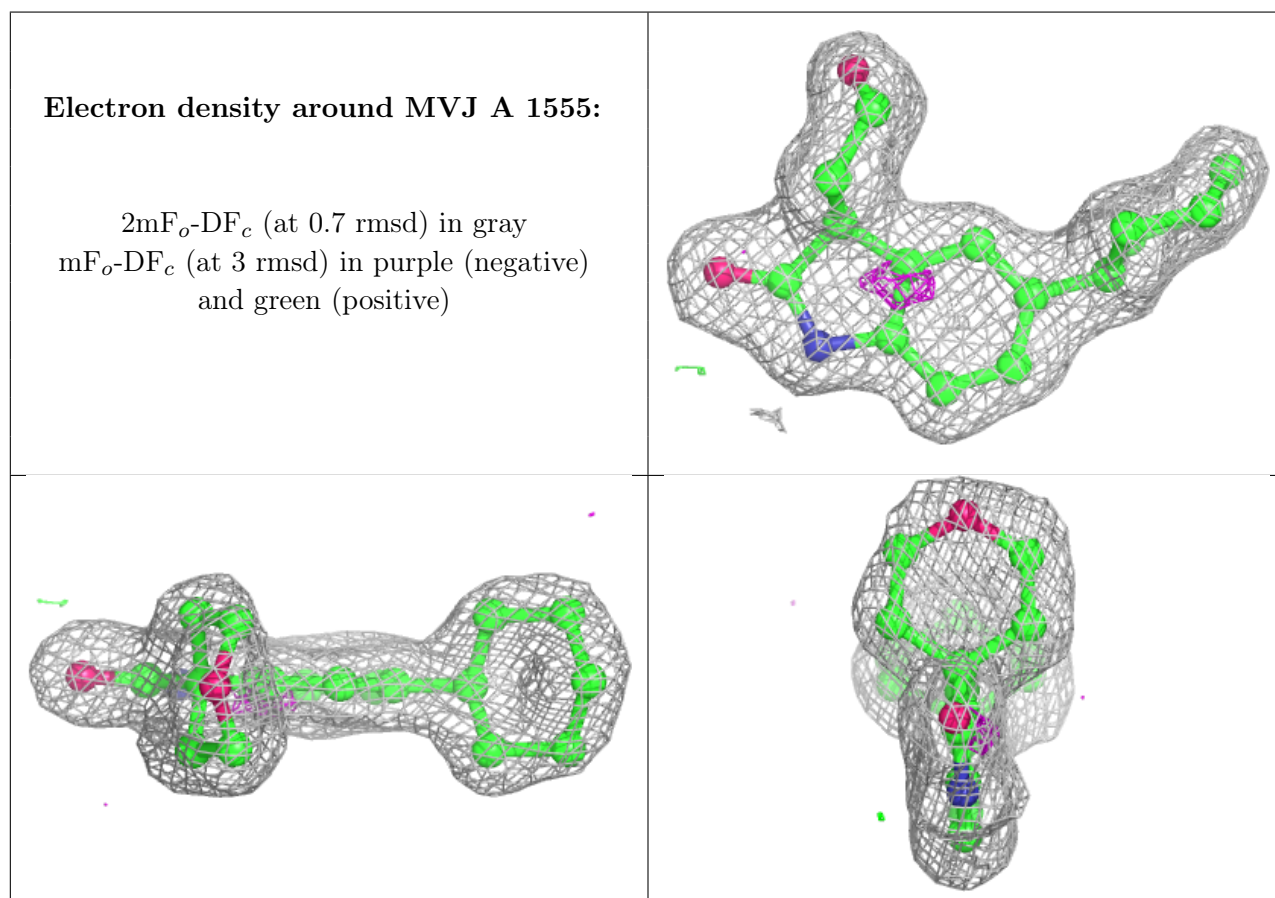 Electron density around MVJ A 1555:
2mFo-DFc (at 0.7 rmsd) in gray
mFo-DFc (at 3 rmsd) in purple (negative)
and green (positive)